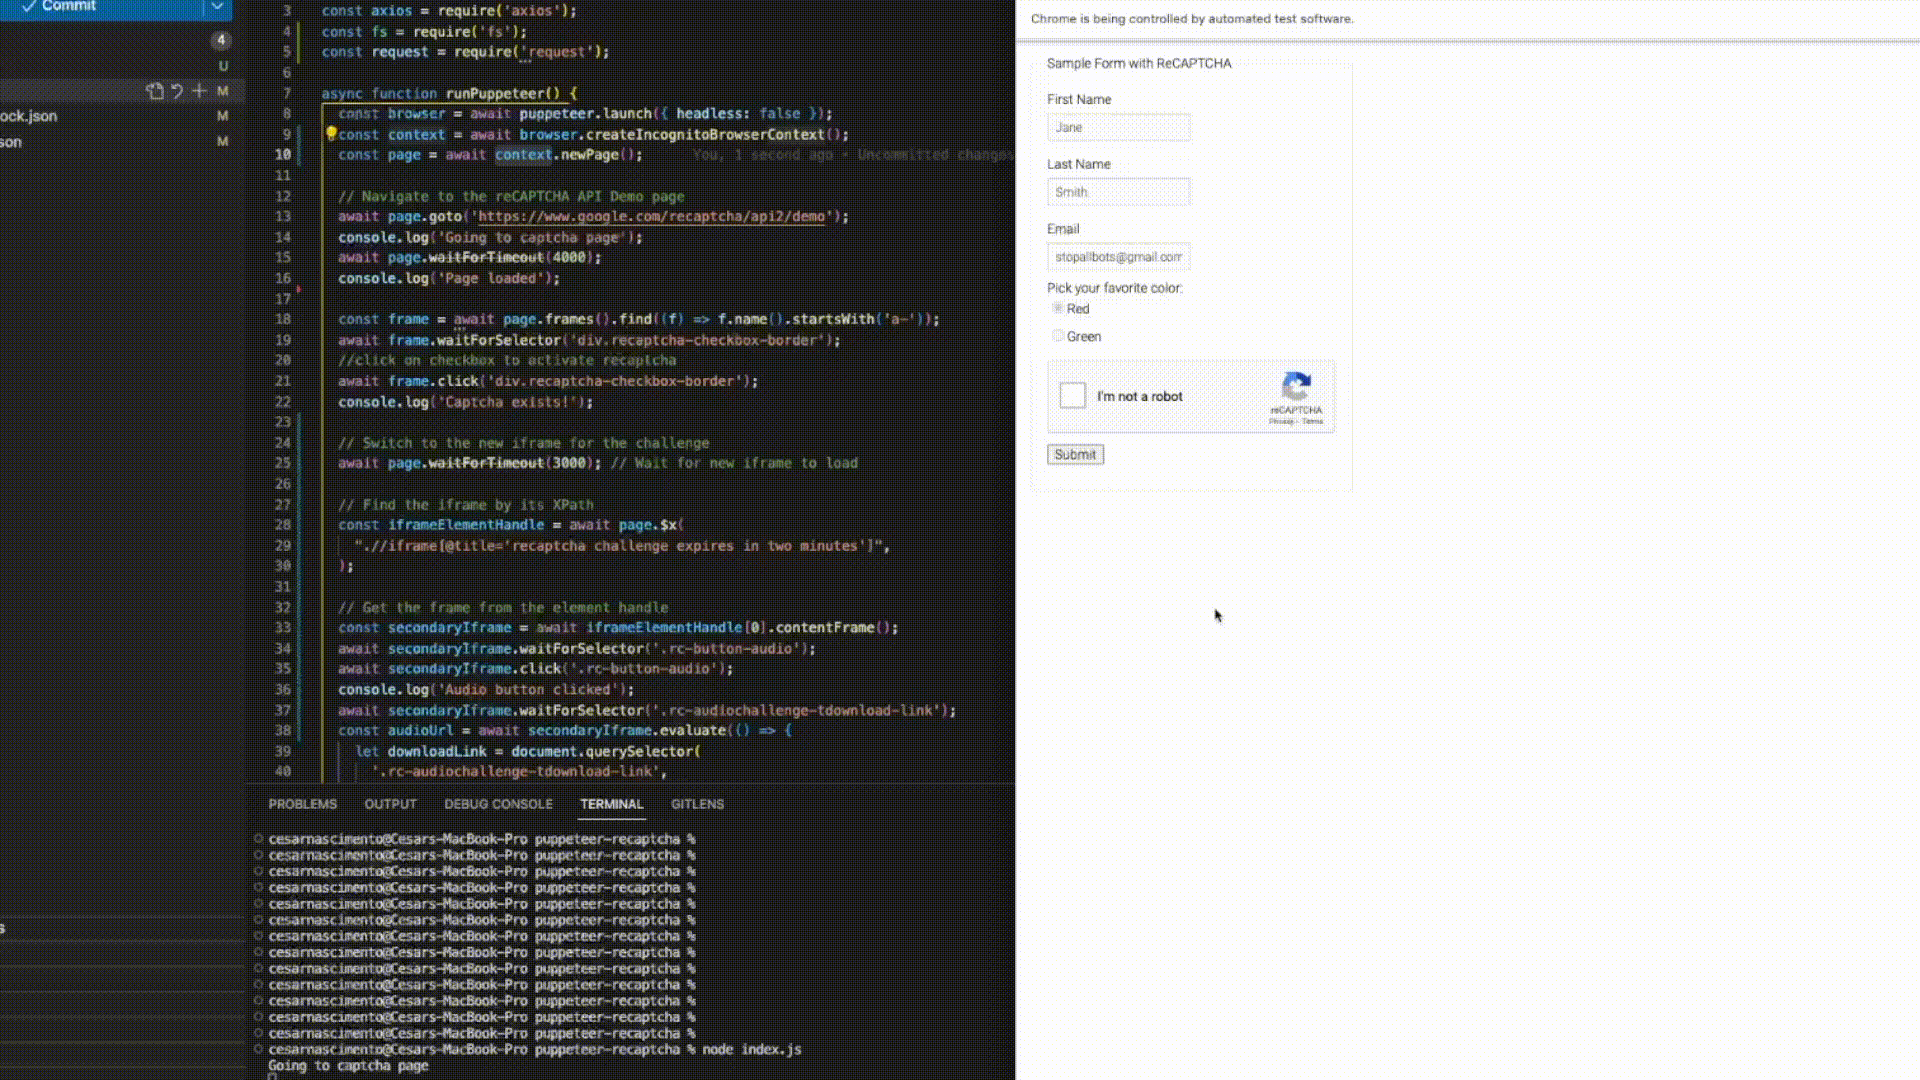 Commit
4
U
M
ock.json M
son M
3 const axios = require('axios');
4 const fs = require('fs');
5 const request = require('request');
6
7 async function runPuppeteer() {
8 const browser = await puppeteer.launch({ headless: false });
9 const context = await browser.createIncognitoBrowserContext();
10 const page = await context.newPage(); You, 1 second ago • Uncommitted changes
11
12 // Navigate to the reCAPTCHA API Demo page
13 await page.goto('https://www.google.com/recaptcha/api2/demo');
14 console.log('Going to captcha page');
15 await page.waitForTimeout(4000);
16 console.log('Page loaded');
17
18 const frame = await page.frames().find((f) => f.name().startsWith('a-'));
19 await frame.waitForSelector('div.recaptcha-checkbox-border');
20 //click on checkbox to activate recaptcha
21 await frame.click('div.recaptcha-checkbox-border');
22 console.log('Captcha exists!');
23
24 // Switch to the new iframe for the challenge
25 await page.waitForTimeout(3000); // Wait for new iframe to load
26
27 // Find the iframe by its XPath
28 const iframeElementHandle = await page.$x(
29 ".//iframe[@title='recaptcha challenge expires in two minutes']",
30 );
31
32 // Get the frame from the element handle
33 const secondaryIframe = await iframeElementHandle[0].contentFrame();
34 await secondaryIframe.waitForSelector('.rc-button-audio');
35 await secondaryIframe.click('.rc-button-audio');
36 console.log('Audio button clicked');
37 await secondaryIframe.waitForSelector('.rc-audiochallenge-tdownload-link');
38 const audioUrl = await secondaryIframe.evaluate(() => {
39 let downloadLink = document.querySelector(
40 '.rc-audiochallenge-tdownload-link',
PROBLEMS OUTPUT DEBUG CONSOLE TERMINAL GITLENS
cesarnascimento@Cesars-MacBook-Pro puppeteer-recaptcha %
cesarnascimento@Cesars-MacBook-Pro puppeteer-recaptcha %
cesarnascimento@Cesars-MacBook-Pro puppeteer-recaptcha %
cesarnascimento@Cesars-MacBook-Pro puppeteer-recaptcha %
cesarnascimento@Cesars-MacBook-Pro puppeteer-recaptcha %
cesarnascimento@Cesars-MacBook-Pro puppeteer-recaptcha %
cesarnascimento@Cesars-MacBook-Pro puppeteer-recaptcha %
cesarnascimento@Cesars-MacBook-Pro puppeteer-recaptcha %
cesarnascimento@Cesars-MacBook-Pro puppeteer-recaptcha %
cesarnascimento@Cesars-MacBook-Pro puppeteer-recaptcha %
cesarnascimento@Cesars-MacBook-Pro puppeteer-recaptcha %
cesarnascimento@Cesars-MacBook-Pro puppeteer-recaptcha %
cesarnascimento@Cesars-MacBook-Pro puppeteer-recaptcha %
cesarnascimento@Cesars-MacBook-Pro puppeteer-recaptcha % node index.js
Going to captcha page
s
Chrome is being controlled by automated test software.
Sample Form with ReCAPTCHA
First Name
Jane
Last Name
Smith
Email
stopallbots@gmail.com
Pick your favorite color:
Red
Green
I'm not a robot
reCAPTCHA
Privacy - Terms
Submit